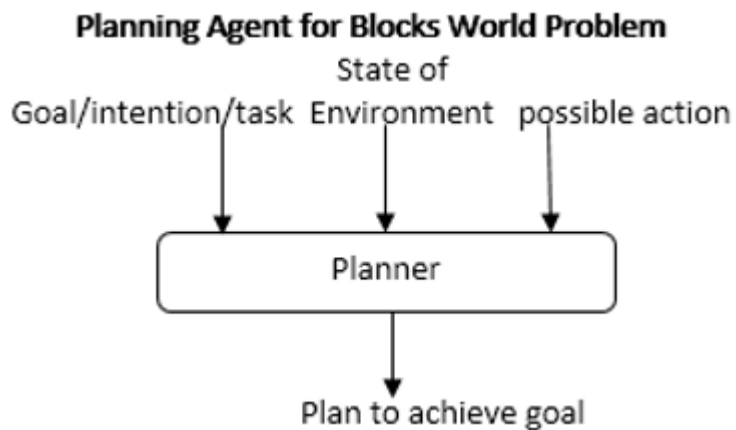 Planning Agent for Blocks World Problem
State of
Goal/intention/task Environment possible action
Planner
Plan to achieve goal